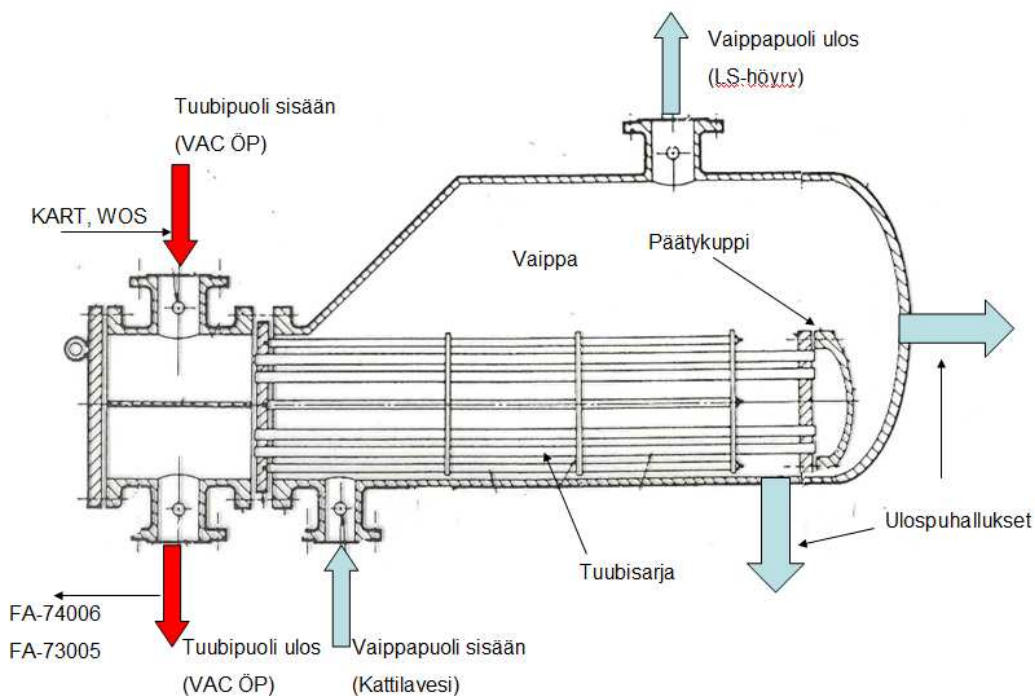 Vaippapuoli ulos
(LS-höyry)
Tuubipuoli sisään
(VAC ÖP)
KART, WOS
Päätykuppi
Vaippa
Ulospuhallukset
Tuubisarja
FA-74006
FA-73005
Tuubipuoli ulos
(VAC ÖP)
Vaippapuoli sisään
(Kattilavesi)